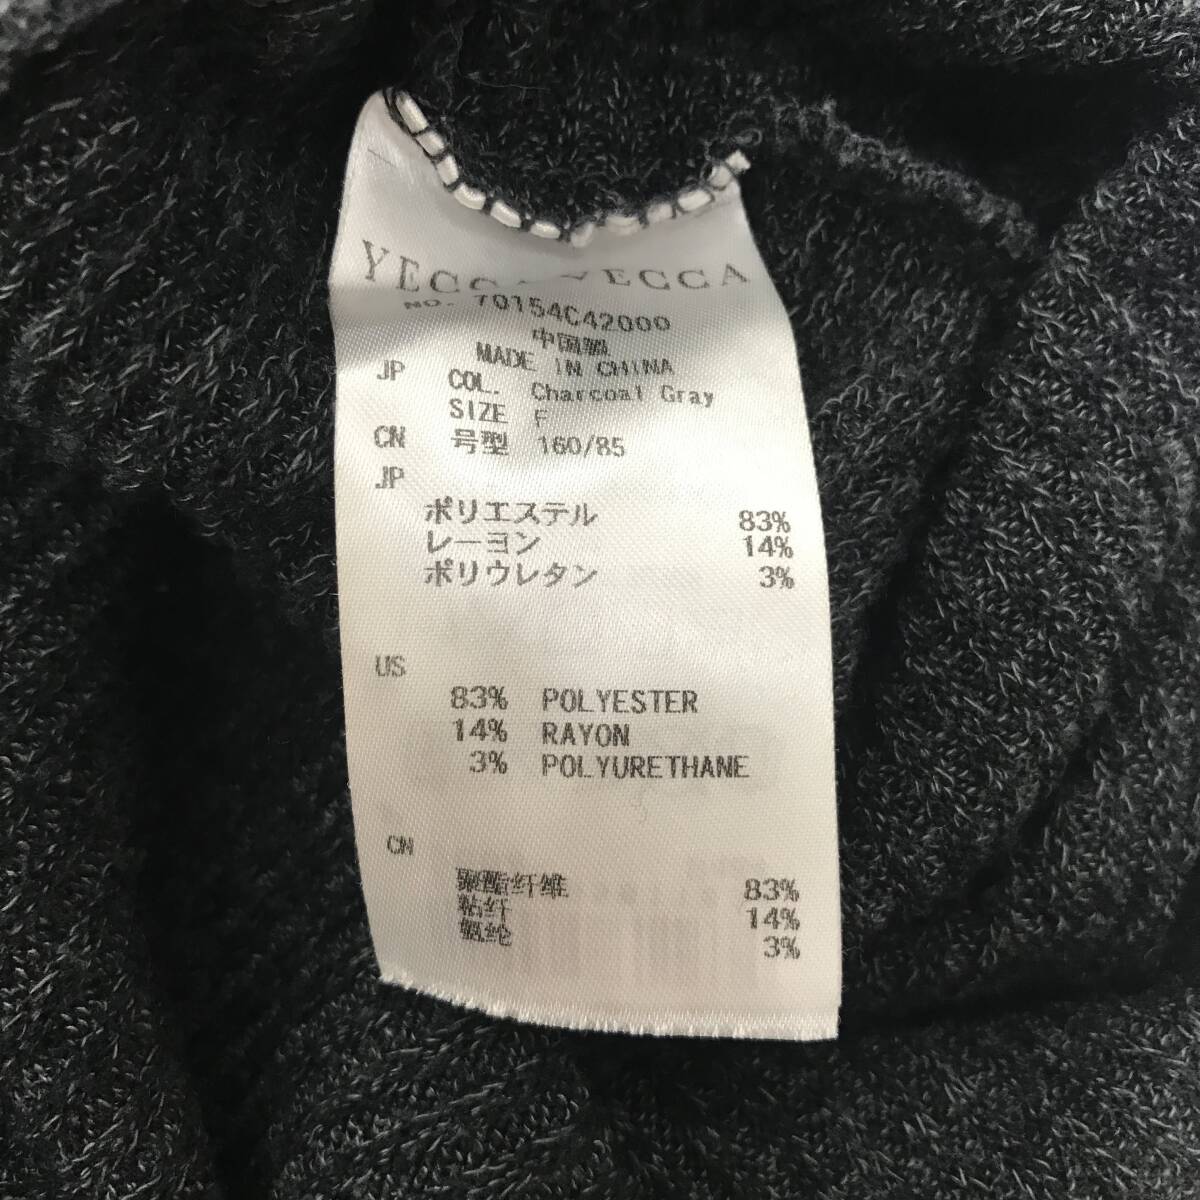 YECCA VECCA
NO. 70154C42000
中国製
MADE IN CHINA
JP COL. Charcoal Gray
SIZE F
CN 号型 160/85
JP
ポリエステル 83%
レーヨン 14%
ポリウレタン 3%
US
83% POLYESTER
14% RAYON
3% POLYURETHANE
CN
聚酯纤维 83%
粘纤 14%
氨纶 3%